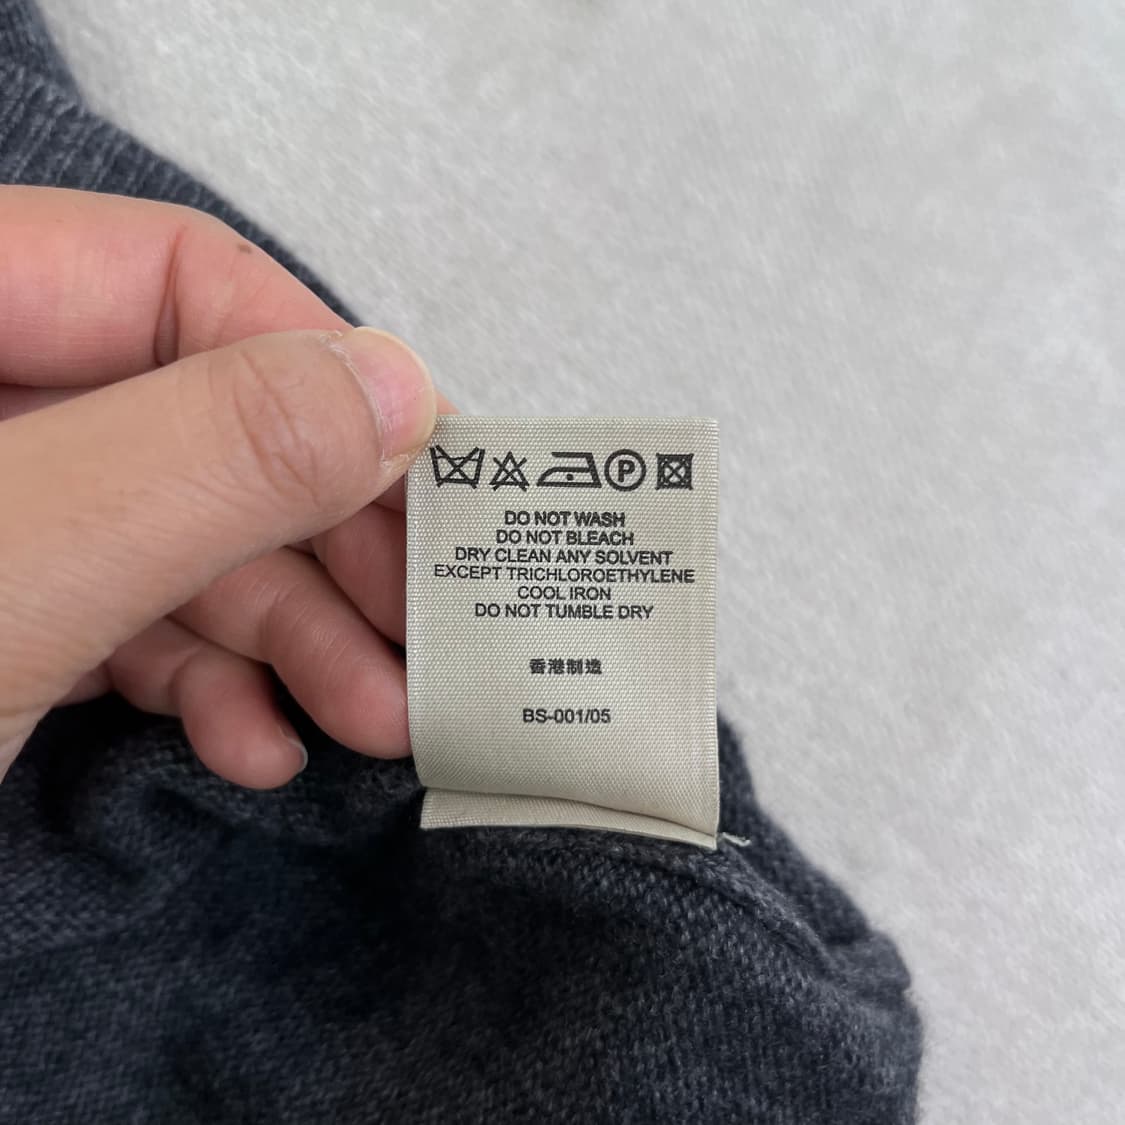 P
DO NOT WASH
DO NOT BLEACH
DRY CLEAN ANY SOLVENT
EXCEPT TRICHLOROETHYLENE
COOL IRON
DO NOT TUMBLE DRY
香港制造
BS-001/05